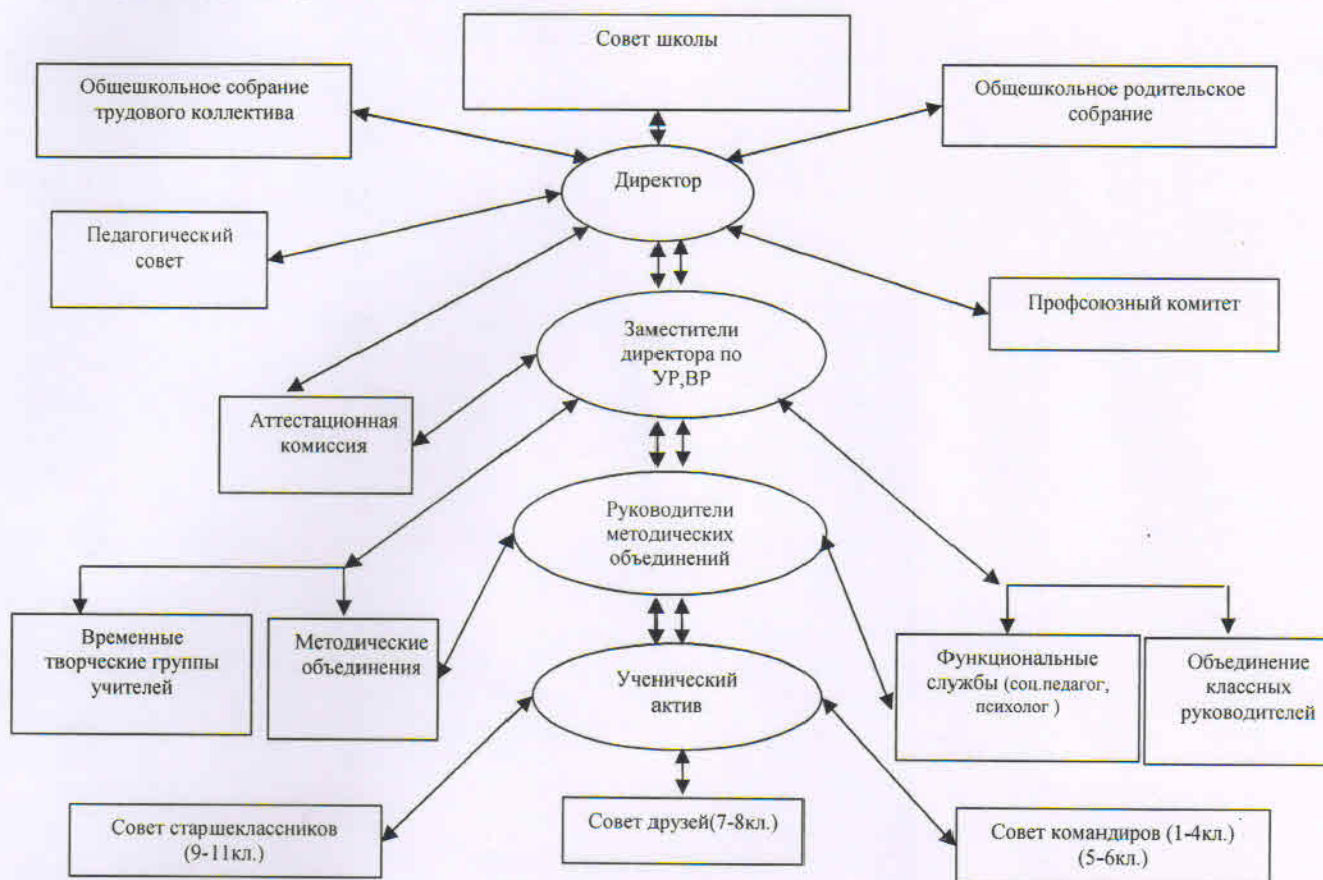 Совет школы
Общешкольное собрание
трудового коллектива
Общешкольное родительское
собрание
Директор
Педагогический
совет
Профсоюзный комитет
Заместители
директора по
УР,ВР
Аттестационная
комиссия
Руководители
методических
объединений
Временные
творческие группы
учителей
Методические
объединения
Функциональные
службы (соц.педагог,
психолог )
Объединение
классных
руководителей
Ученический
актив
Совет старшеклассников
(9-11кл.)
Совет друзей(7-8кл.)
Совет командиров (1-4кл.)
(5-6кл.)